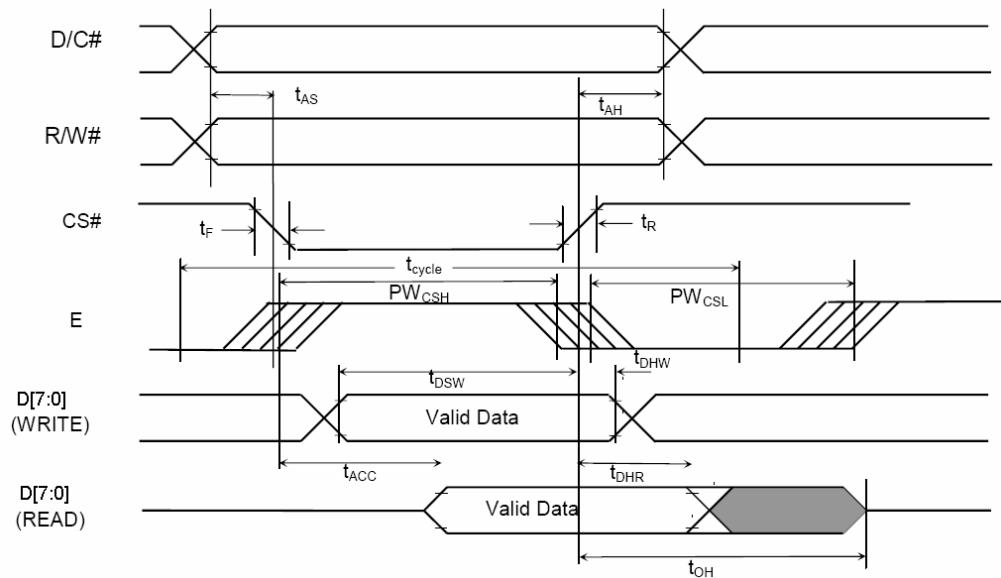 D/C#
t_AS
t_AH
R/W#
CS#
t_F
t_R
t_cycle
PW_CSH
PW_CSL
E
t_DHW
t_DSW
D[7:0]
(WRITE)
Valid Data
t_ACC
t_DHR
D[7:0]
(READ)
Valid Data
t_OH